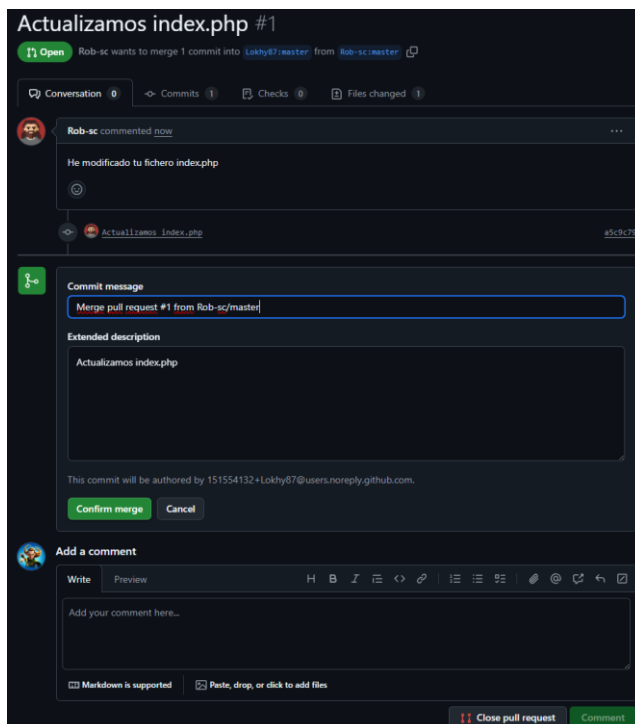 Actualizamos index.php #1
Open Rob-sc wants to merge 1 commit into Lokhy87:master from Rob-sc:master
Conversation 0 Commits 1 Checks 0 Files changed 1
Rob-sc commented now
He modificado tu fichero index.php
Actualizamos index.php a5c9c75
Commit message
Merge pull request #1 from Rob-sc/master
Extended description
Actualizamos index.php
This commit will be authored by 151554132+Lokhy87@users.noreply.github.com.
Confirm merge Cancel
Add a comment
Write Preview
Add your comment here...
Markdown is supported Paste, drop, or click to add files
Close pull request Comment